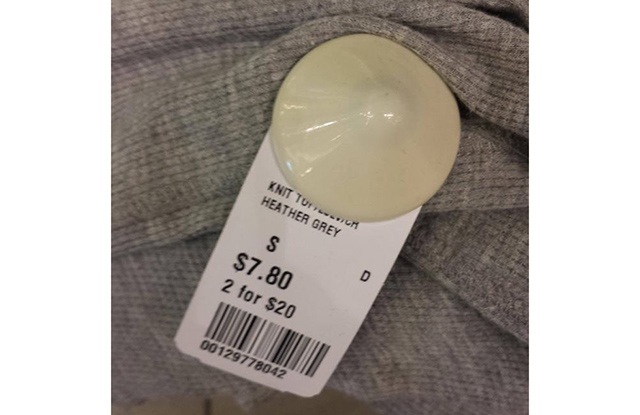 KNIT
HEATHER GREY
S
D
$7.80
2 for $20
00129778042